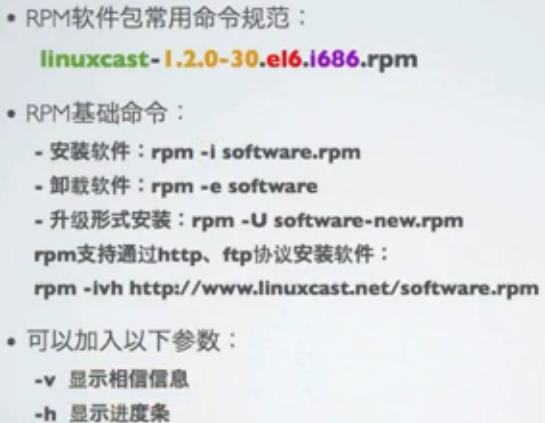 • RPM软件包常用命令规范：
linuxcast-1.2.0-30.el6.i686.rpm
• RPM基础命令：
- 安装软件：rpm -i software.rpm
- 卸载软件：rpm -e software
- 升级形式安装：rpm -U software-new.rpm
rpm支持通过http、ftp协议安装软件：
rpm -ivh http://www.linuxcast.net/software.rpm
• 可以加入以下参数：
-v 显示相信信息
-h 显示进度条